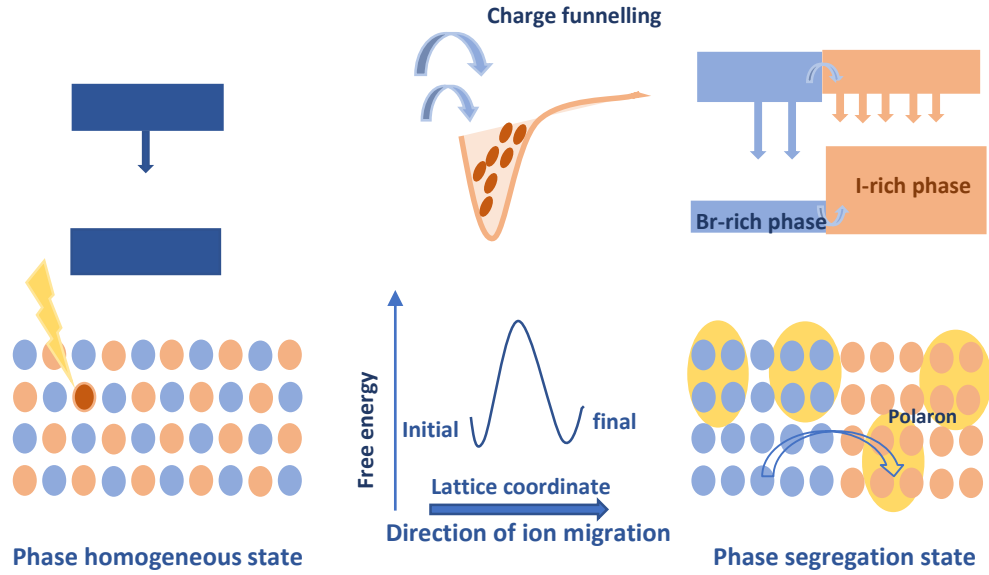 Charge funnelling
I-rich phase
Br-rich phase
Free energy
Initial
final
Lattice coordinate
Direction of ion migration
Polaron
Phase homogeneous state
Phase segregation state